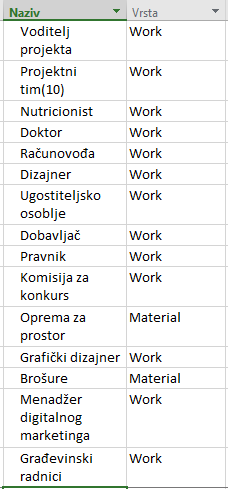 Naziv Vrsta
Voditelj Work
projekta
Projektni Work
tim(10)
Nutricionist Work
Doktor Work
Računovođa Work
Dizajner Work
Ugostiteljsko Work
osoblje
Dobavljač Work
Pravnik Work
Komisija za Work
konkurs
Oprema za Material
prostor
Grafički dizajner Work
Brošure Material
Menadžer Work
digitalnog
marketinga
Građevinski Work
radnici